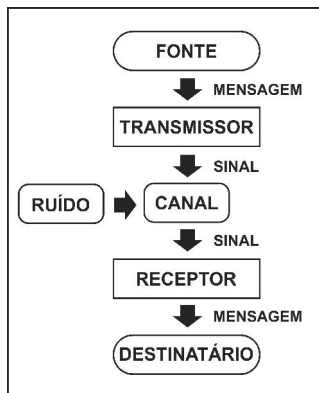 FONTE
MENSAGEM
TRANSMISSOR
SINAL
RUÍDO
CANAL
SINAL
RECEPTOR
MENSAGEM
DESTINATÁRIO